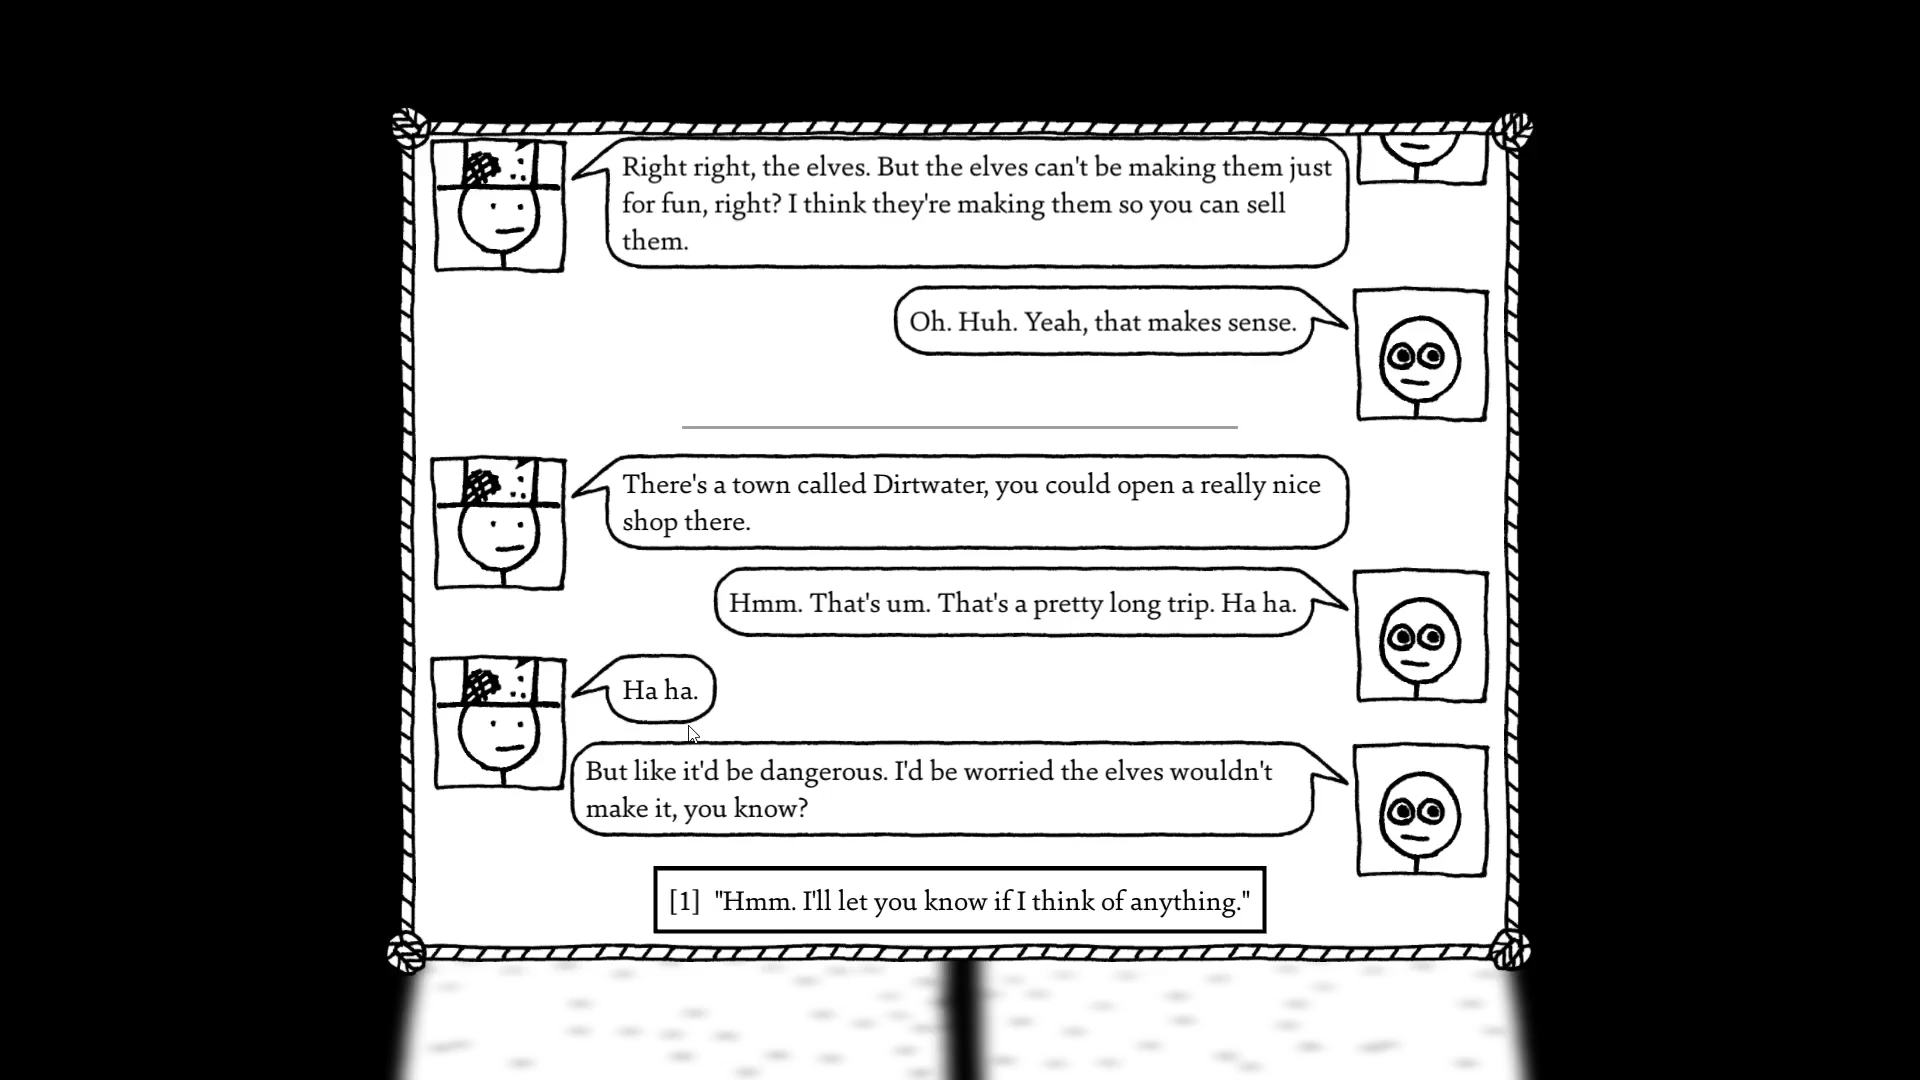 Right right, the elves. But the elves can't be making them just
for fun, right? I think they're making them so you can sell
them.
Oh. Huh. Yeah, that makes sense.
There's a town called Dirtwater, you could open a really nice
shop there.
Hmm. That's um. That's a pretty long trip. Ha ha.
Ha ha.
But like it'd be dangerous. I'd be worried the elves wouldn't
make it, you know?
[1] "Hmm. I'll let you know if I think of anything."